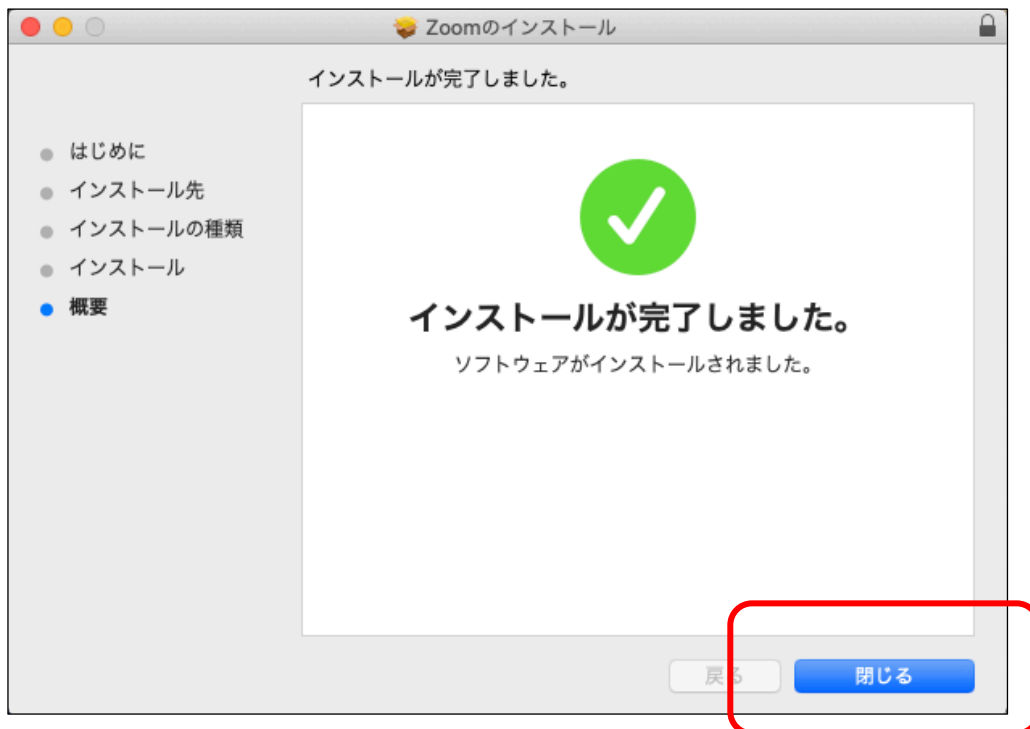 Zoomのインストール
インストールが完了しました。
はじめに
インストール先
インストールの種類
インストール
概要
インストールが完了しました。
ソフトウェアがインストールされました。
戻る
閉じる